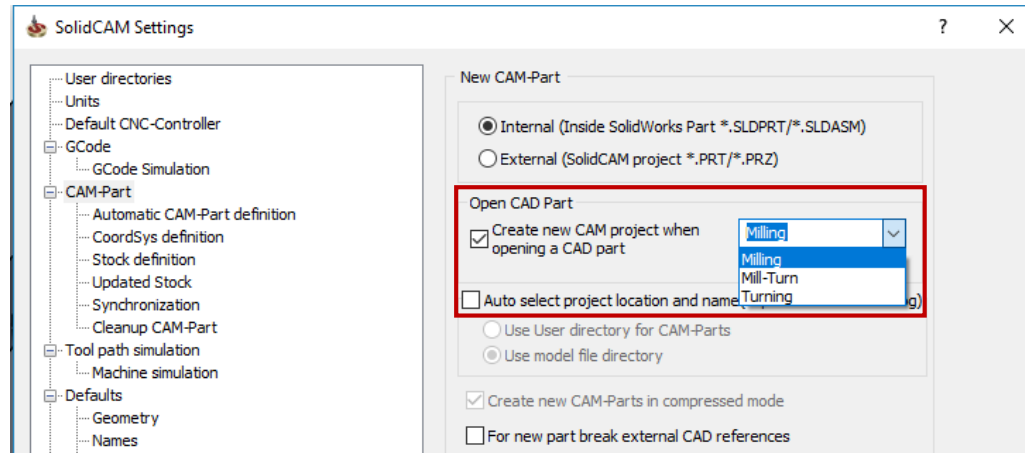 SolidCAM Settings
?
User directories
Units
Default CNC-Controller
GCode
GCode Simulation
CAM-Part
Automatic CAM-Part definition
CoordSys definition
Stock definition
Updated Stock
Synchronization
Cleanup CAM-Part
Tool path simulation
Machine simulation
Defaults
Geometry
Names
New CAM-Part
Internal (Inside SolidWorks Part *.SLDPRT/*.SLDASM)
External (SolidCAM project *.PRT/*.PRZ)
Open CAD Part
Create new CAM project when
opening a CAD part
Milling
Milling
Mill-Turn
Turning
Auto select project location and name
Use User directory for CAM-Parts
Use model file directory
Create new CAM-Parts in compressed mode
For new part break external CAD references